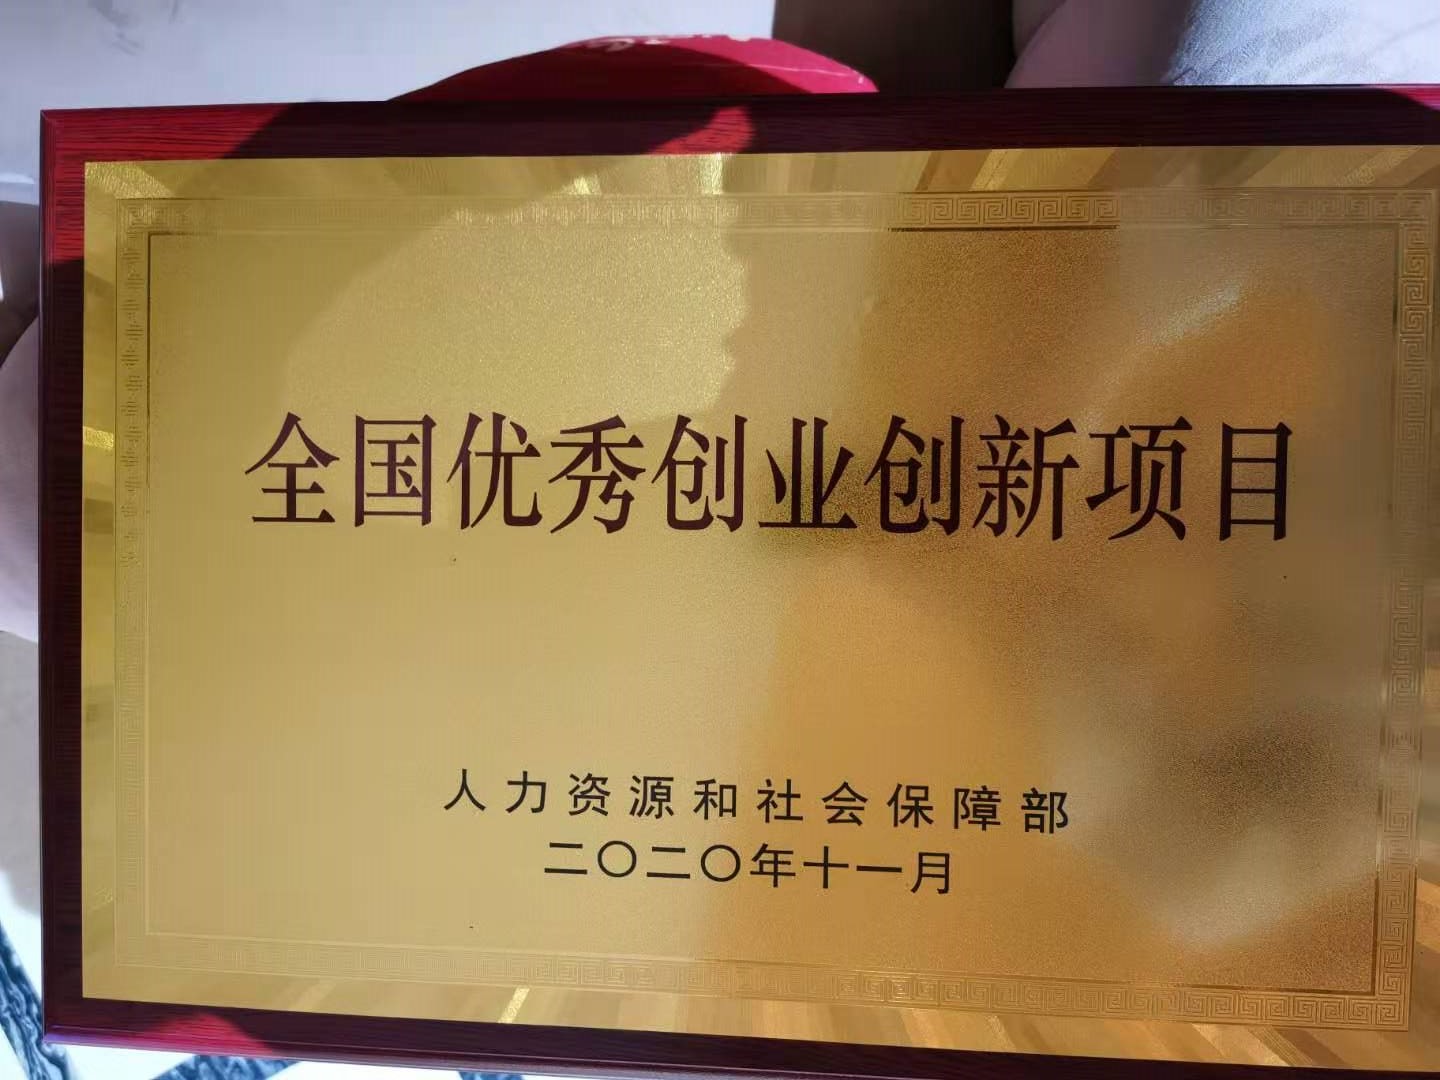 全国优秀创业创新项目
人力资源和社会保障部
二〇二〇年十一月